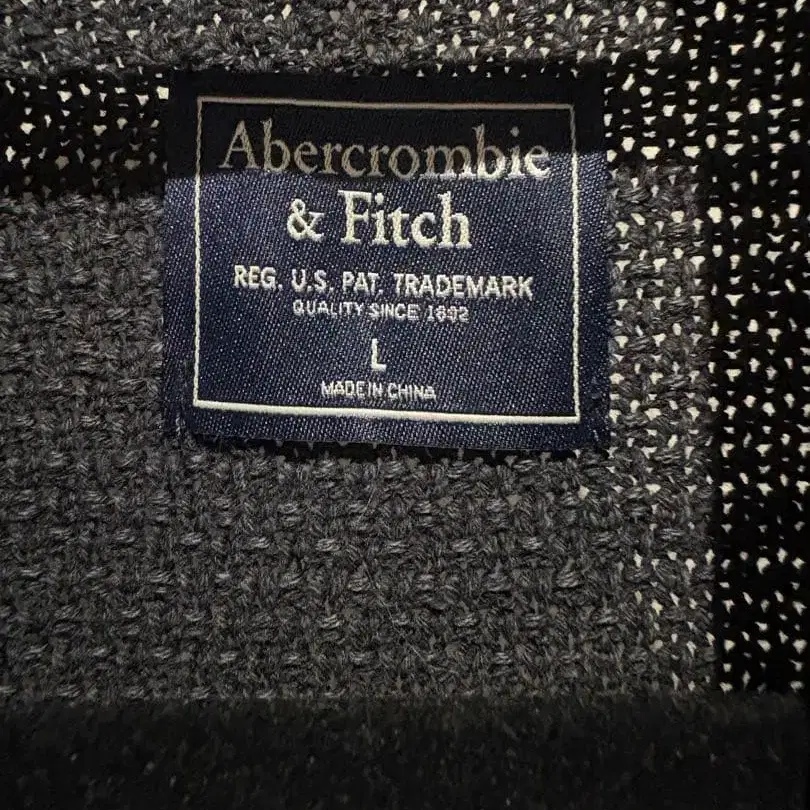 Abercrombie
& Fitch
REG. U.S. PAT. TRADEMARK
QUALITY SINCE 1892
L
MADE IN CHINA